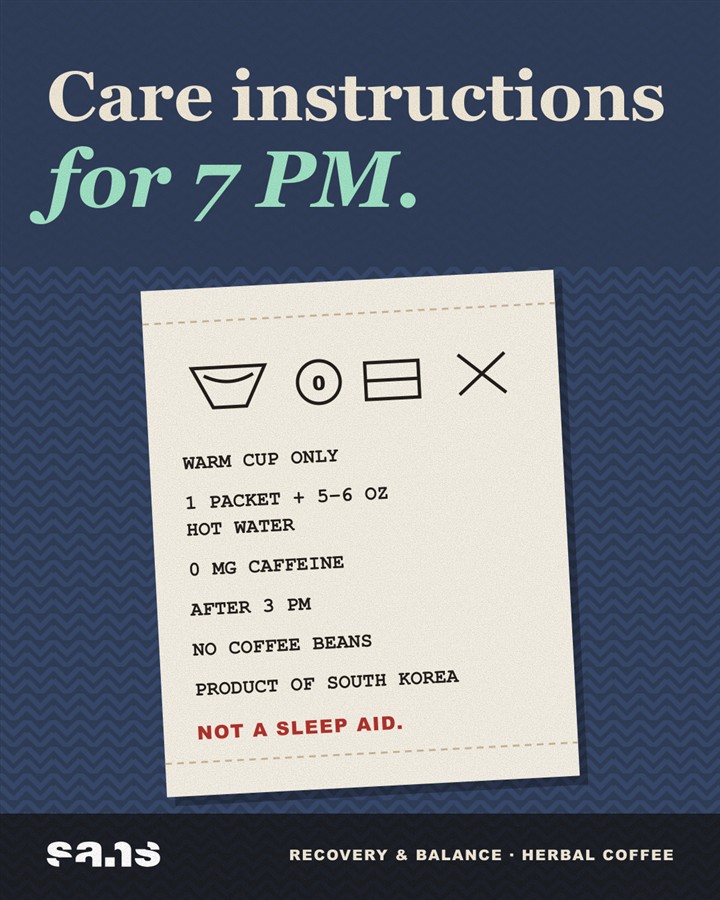 Care instructions
for 7 PM.
0
WARM CUP ONLY
1 PACKET + 5–6 OZ
HOT WATER
0 MG CAFFEINE
AFTER 3 PM
NO COFFEE BEANS
PRODUCT OF SOUTH KOREA
NOT A SLEEP AID.
sans
RECOVERY & BALANCE · HERBAL COFFEE